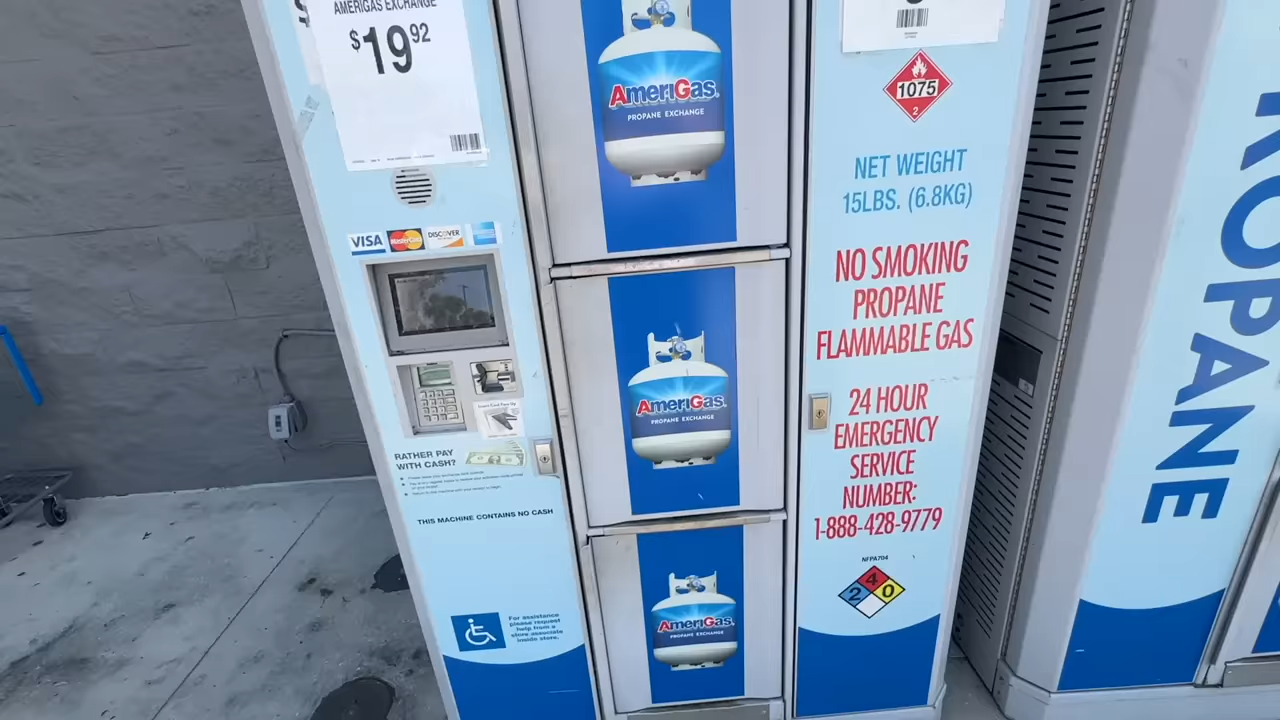 AMERIGAS EXCHANGE
$19.92
VISA
MasterCard
DISCOVER
RATHER PAY
WITH CASH?
THIS MACHINE CONTAINS NO CASH
For assistance
please request
help from a
store associate
inside store.
AmeriGas.
PROPANE EXCHANGE
AmeriGas.
PROPANE EXCHANGE
AmeriGas.
PROPANE EXCHANGE
1075
2
NET WEIGHT
15LBS. (6.8KG)
NO SMOKING
PROPANE
FLAMMABLE GAS
24 HOUR
EMERGENCY
SERVICE
NUMBER:
1-888-428-9779
NFPA704
4
2 0
ROPANE